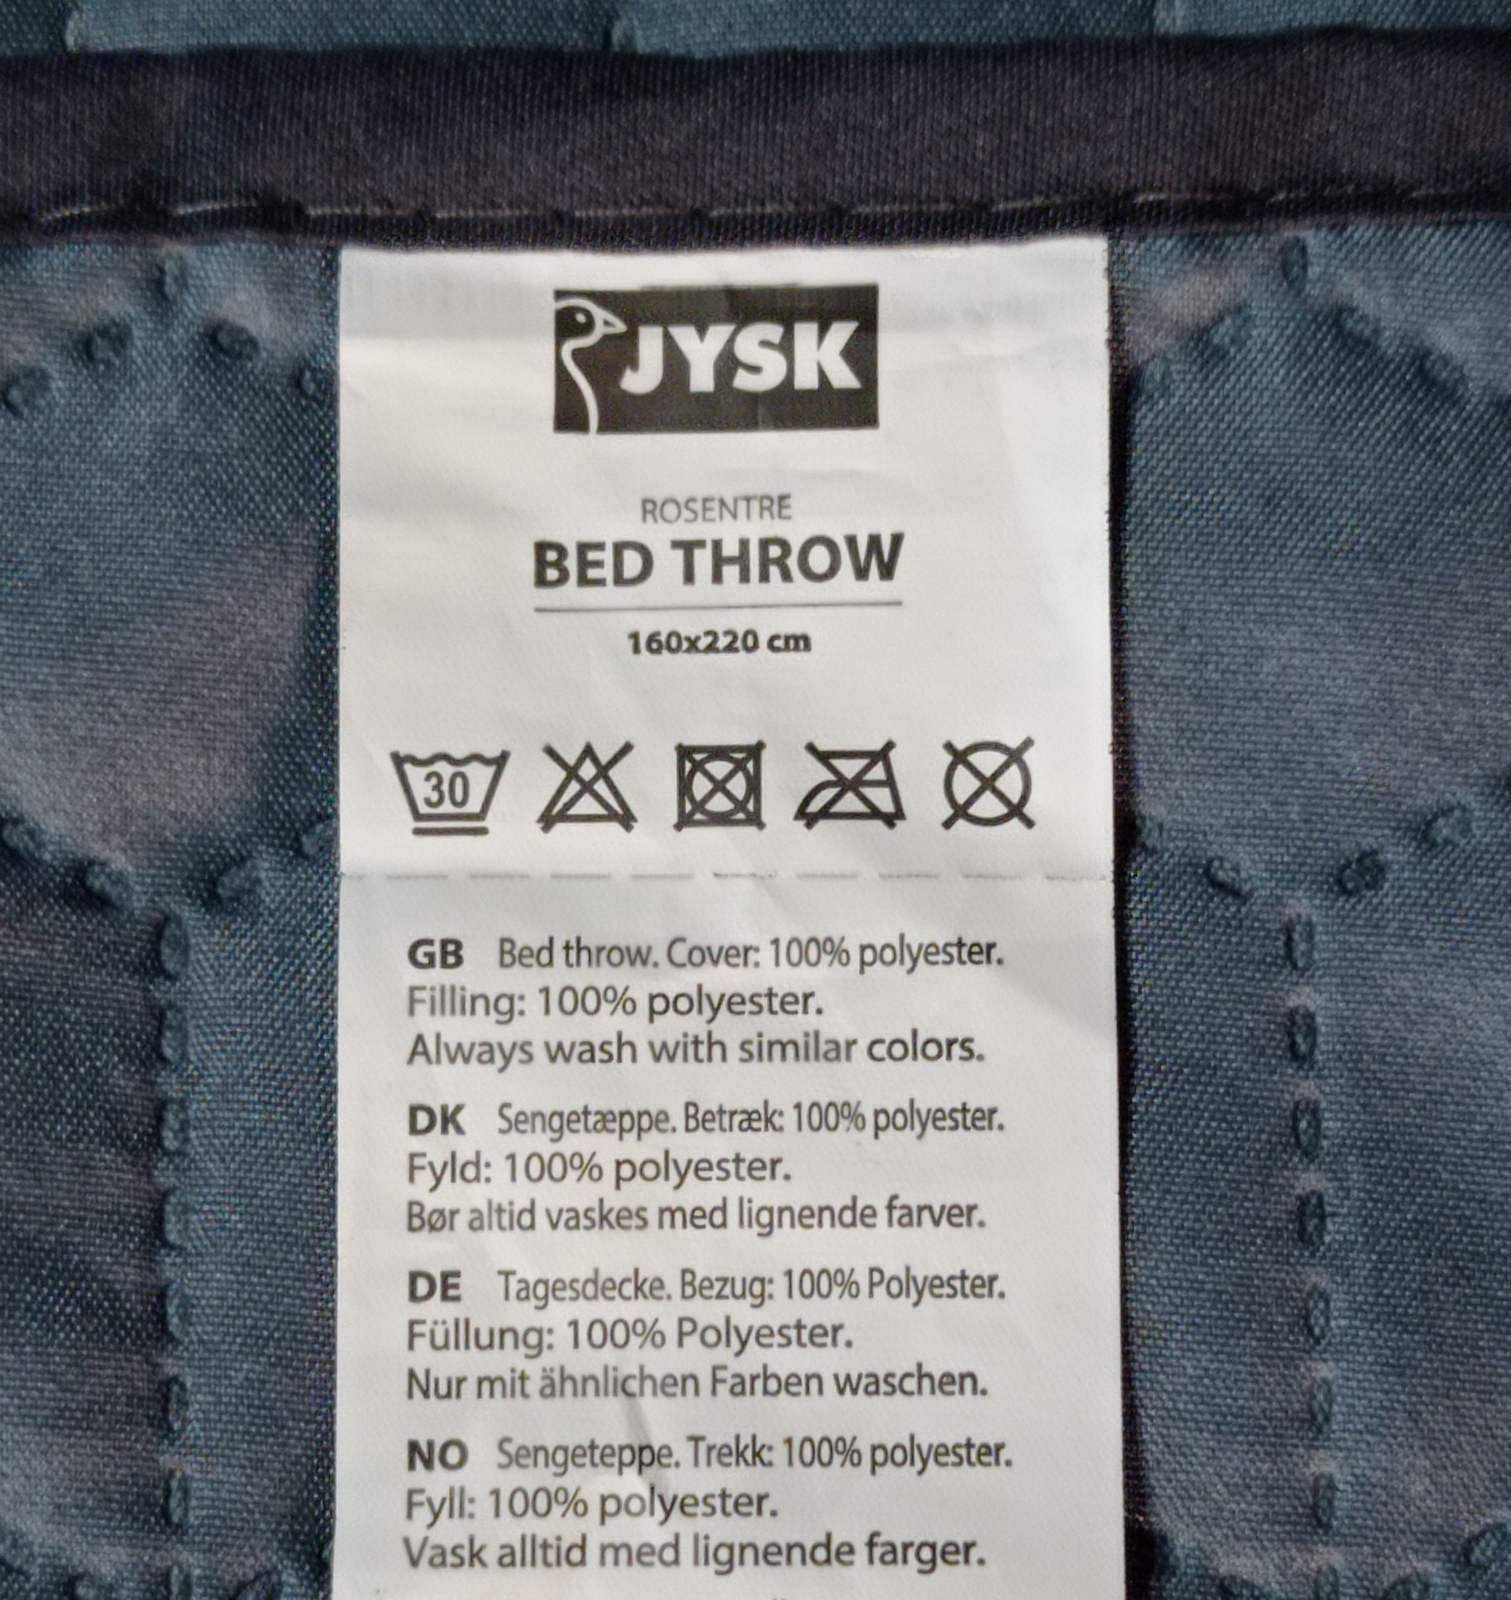 JYSK
ROSENTRE
BED THROW
160x220 cm
30
GB Bed throw. Cover: 100% polyester.
Filling: 100% polyester.
Always wash with similar colors.
DK Sengetæppe. Betræk: 100% polyester.
Fyld: 100% polyester.
Bør altid vaskes med lignende farver.
DE Tagesdecke. Bezug: 100% Polyester.
Füllung: 100% Polyester.
Nur mit ähnlichen Farben waschen.
NO Sengeteppe. Trekk: 100% polyester.
Fyll: 100% polyester.
Vask alltid med lignende farger.